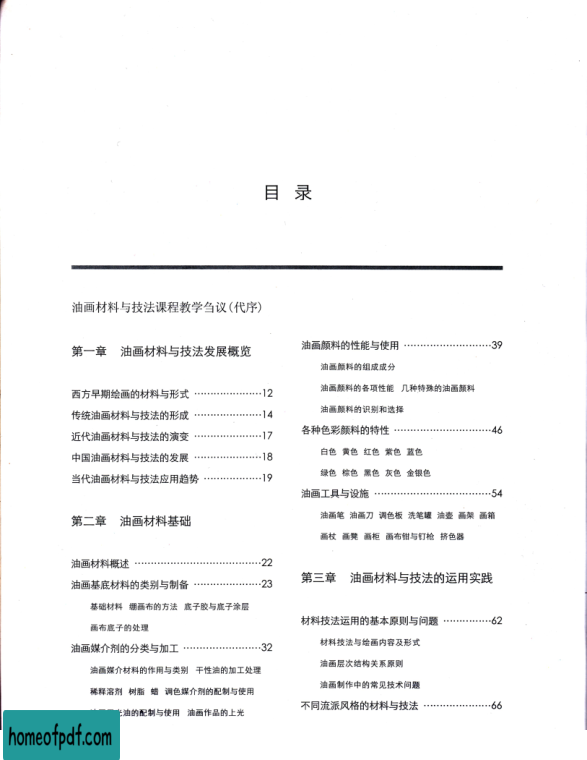 目 录
油画材料与技法课程教学刍议(代序)
第一章 油画材料与技法发展概览
西方早期绘画的材料与形式 …………………12
传统油画材料与技法的形成 …………………14
近代油画材料与技法的演变 …………………17
中国油画材料与技法的发展 …………………18
当代油画材料与技法应用趋势 ………………19
第二章 油画材料基础
油画材料概述 …………………………………22
油画基底材料的类别与制备 …………………23
基础材料 绷画布的方法 底子胶与底子涂层
画布底子的处理
油画媒介剂的分类与加工 ……………………32
油画媒介材料的作用与类别 干性油的加工处理
稀释溶剂 树脂 蜡 调色媒介剂的配制与使用
光油的配制与使用 油画作品的上光
油画颜料的性能与使用 ………………………39
油画颜料的组成成分
油画颜料的各项性能 几种特殊的油画颜料
油画颜料的识别和选择
各种色彩颜料的特性 …………………………46
白色 黄色 红色 紫色 蓝色
绿色 棕色 黑色 灰色 金银色
油画工具与设施 ………………………………54
油画笔 油画刀 调色板 洗笔罐 油壶 画架 画箱
画杖 画凳 画柜 画布钳与钉枪 挤色器
第三章 油画材料与技法的运用实践
材料技法运用的基本原则与问题 ……………62
材料技法与绘画内容及形式
油画层次结构关系原则
油画制作中的常见技术问题
不同流派风格的材料与技法 …………………66
homeofpdf.com